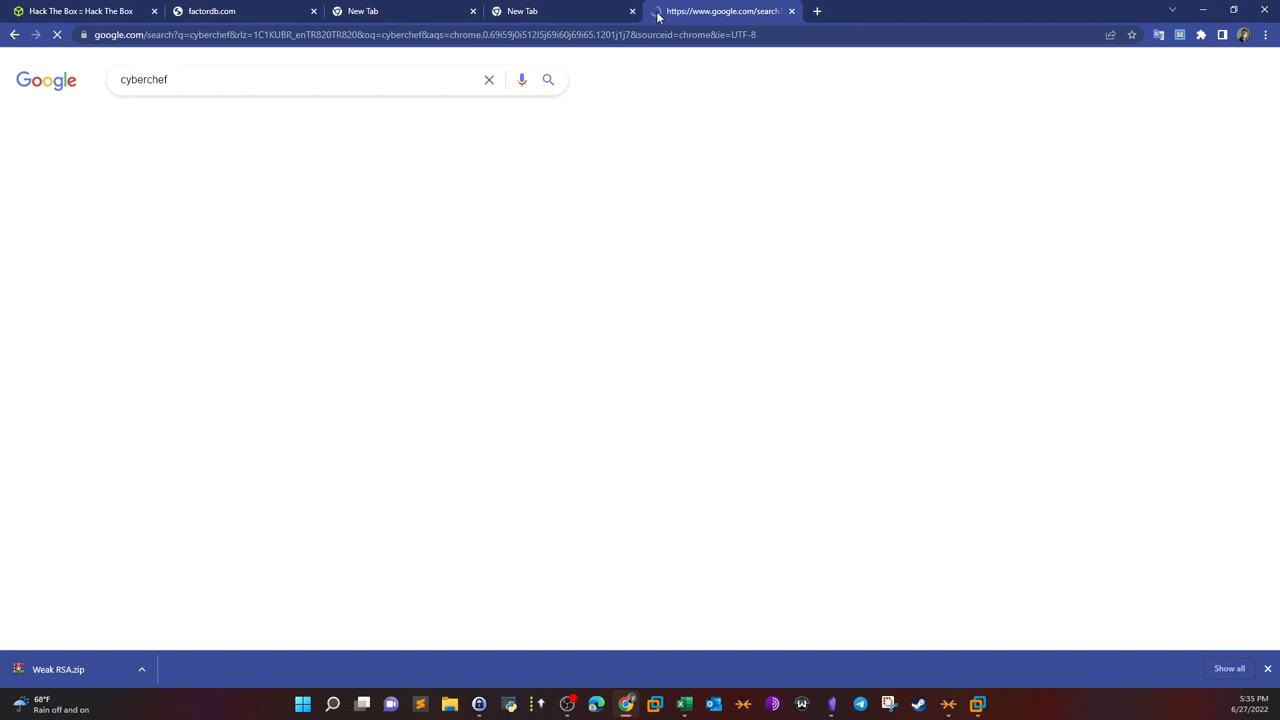 Hack The Box :: Hack The Box
factordb.com
New Tab
New Tab
https://www.google.com/search?
google.com/search?q=cyberchef&rlz=1C1KUBR_enTR820TR820&oq=cyberchef&aqs=chrome.0.69i59j0i512l5j69i60j69i65.1201j1j7&sourceid=chrome&ie=UTF-8
Google
cyberchef
Weak RSA.zip
Show all
68°F
Rain off and on
5:35 PM
6/27/2022